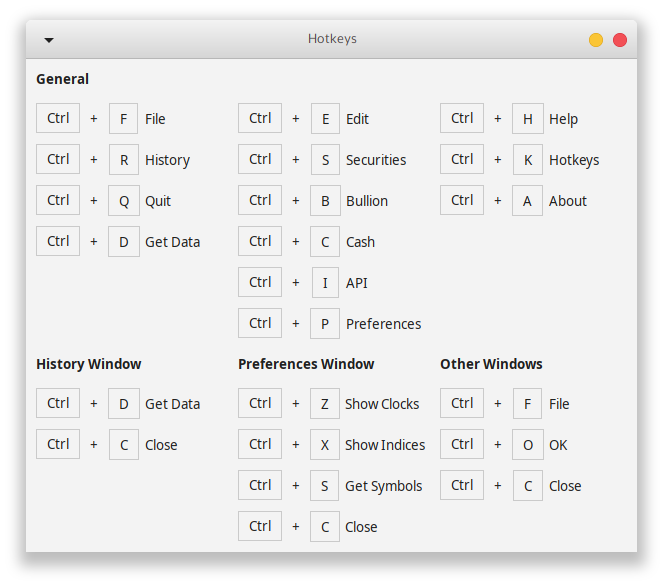 Hotkeys
General
Ctrl + F File Ctrl + E Edit Ctrl + H Help
Ctrl + R History Ctrl + S Securities Ctrl + K Hotkeys
Ctrl + Q Quit Ctrl + B Bullion Ctrl + A About
Ctrl + D Get Data Ctrl + C Cash
Ctrl + I API
Ctrl + P Preferences
History Window Preferences Window Other Windows
Ctrl + D Get Data Ctrl + Z Show Clocks Ctrl + F File
Ctrl + C Close Ctrl + X Show Indices Ctrl + O OK
Ctrl + S Get Symbols Ctrl + C Close
Ctrl + C Close